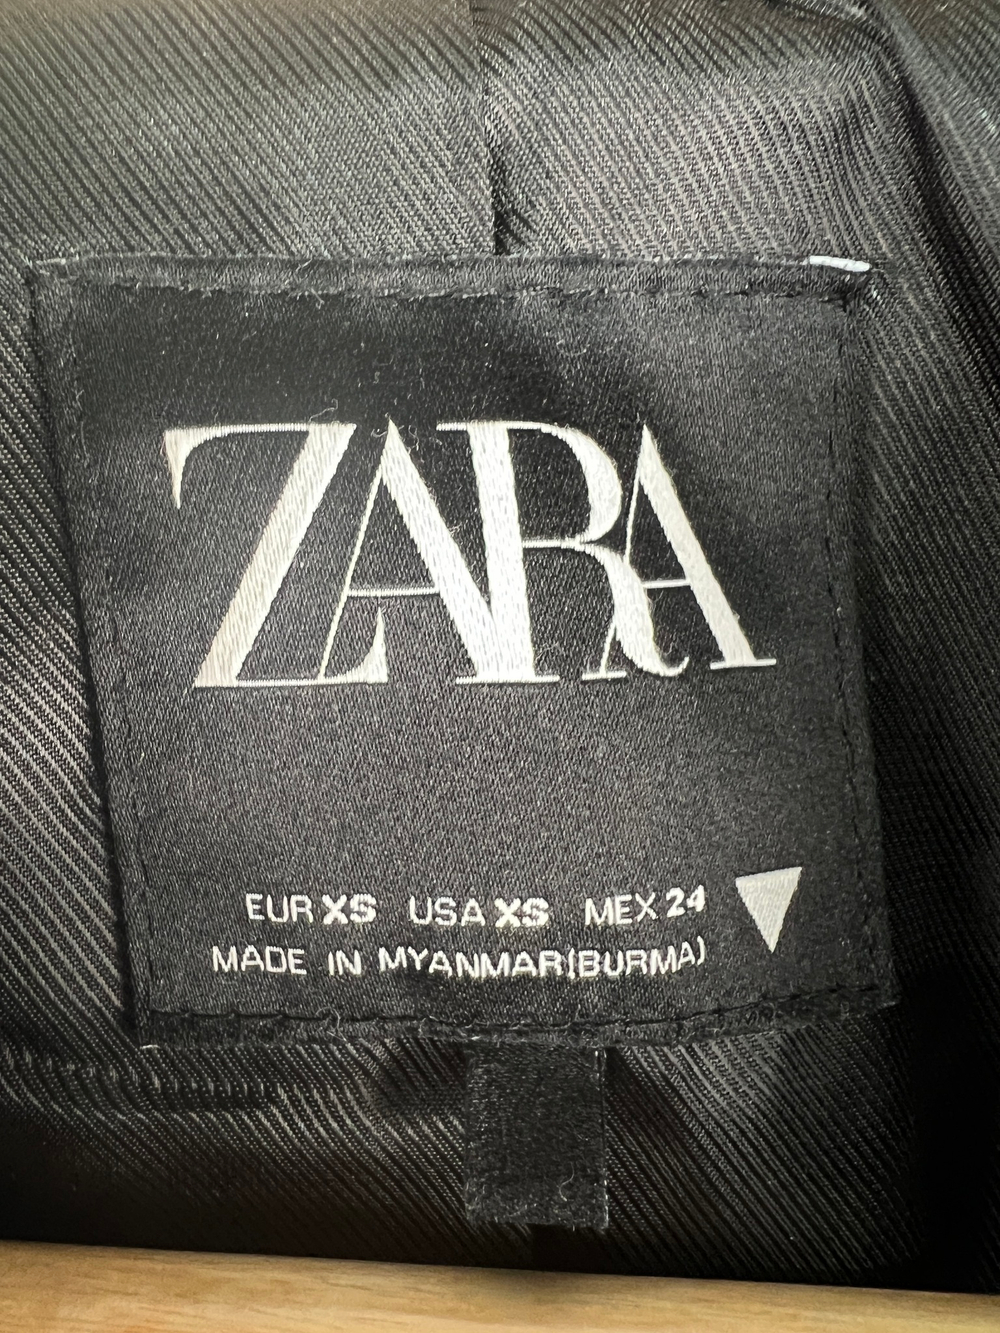 ZARA
EUR XS USA XS MEX 24
MADE IN MYANMAR(BURMA)